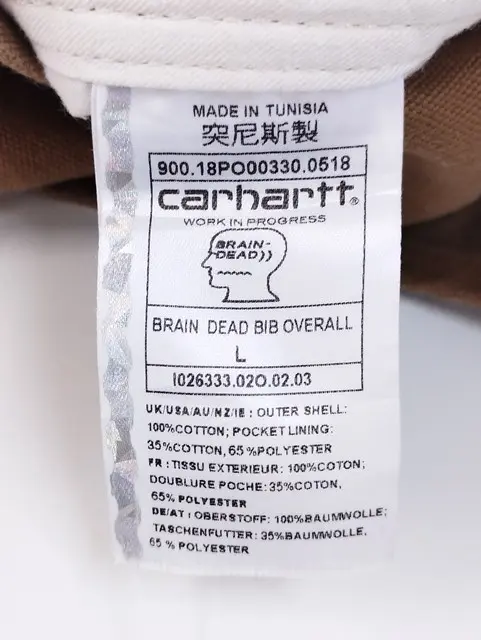 MADE IN TUNISIA
突尼斯製
900.18PO00330.0518
carhartt®
WORK IN PROGRESS
BRAIN-
DEAD))
BRAIN DEAD BIB OVERALL
L
I026333.02O.02.03
UK/USA/AU/NZ/IE : OUTER SHELL:
100%COTTON; POCKET LINING:
35%COTTON, 65%POLYESTER
FR : TISSU EXTERIEUR: 100%COTON;
DOUBLURE POCHE: 35%COTON,
65% POLYESTER
DE/AT : OBERSTOFF: 100%BAUMWOLLE;
TASCHENFUTTER: 35%BAUMWOLLE,
65 % POLYESTER